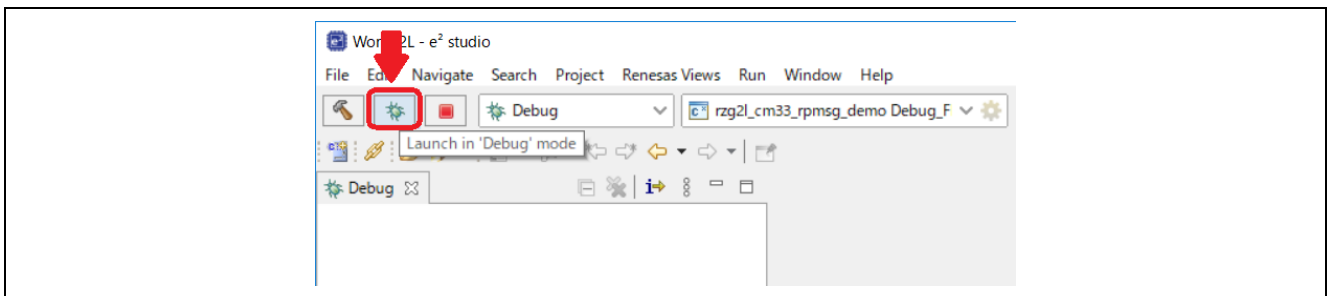 Wor 2L - e² studio
File Edit Navigate Search Project Renesas Views Run Window Help
Debug rzg2l_cm33_rpmsg_demo Debug_F
Launch in 'Debug' mode
Debug